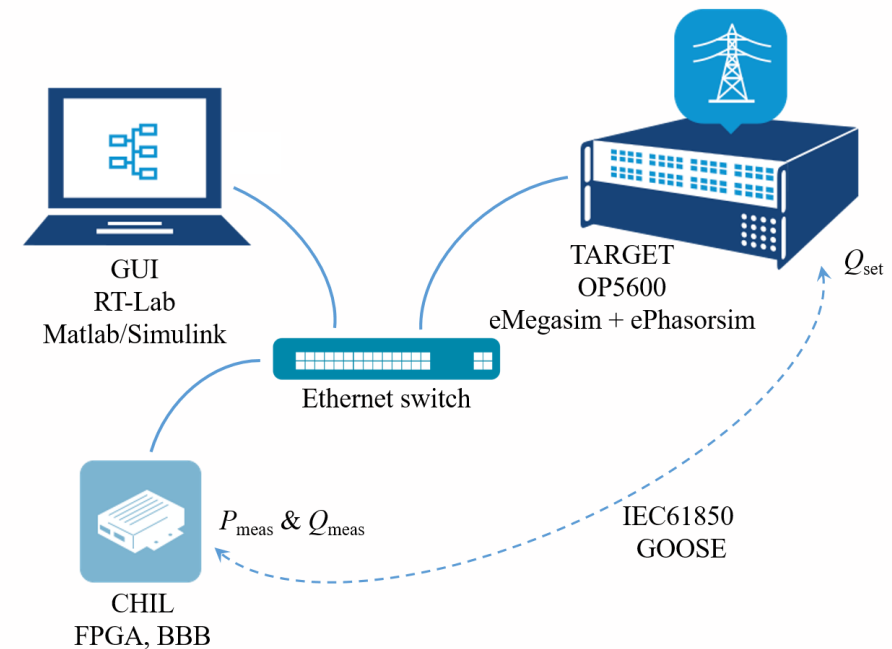 GUI
RT-Lab
Matlab/Simulink
TARGET
OP5600
eMegasim + ePhasorsim
Qset
Ethernet switch
Pmeas & Qmeas
IEC61850
GOOSE
CHIL
FPGA, BBB